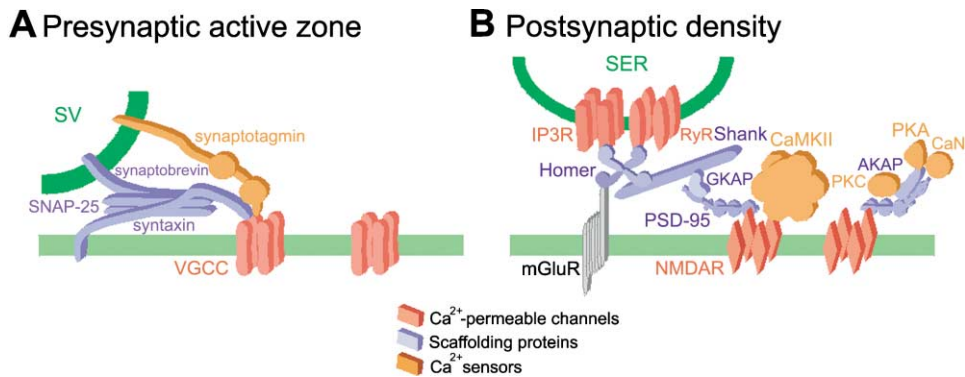 A Presynaptic active zone
SV
synaptotagmin
synaptobrevin
SNAP-25
syntaxin
VGCC
B Postsynaptic density
SER
IP3R
RyR
Shank
CaMKII
PKA
CaN
Homer
GKAP
PKC
AKAP
PSD-95
mGluR
NMDAR
Ca2+-permeable channels
Scaffolding proteins
Ca2+ sensors